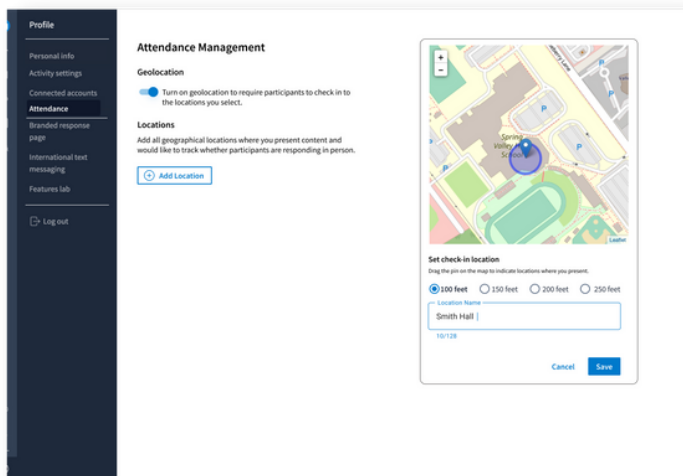 Profile
Personal info
Activity settings
Connected accounts
Attendance
Branded response
page
International text
messaging
Features lab
Log out
Attendance Management
Geolocation
Turn on geolocation to require participants to check in to
the locations you select.
Locations
Add all geographical locations where you present content and
would like to track whether participants are responding in person.
Add Location
+
−
P
P
P
P
Spring
Valley
School
Leaflet
Set check-in location
Drag the pin on the map to indicate locations where you present.
100 feet 150 feet 200 feet 250 feet
Location Name
Smith Hall
10/128
Cancel Save